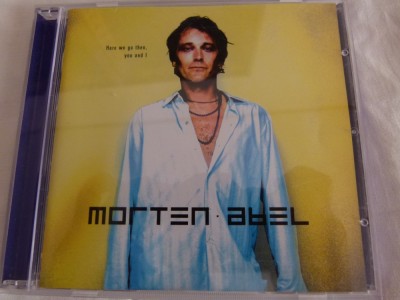 Here we go then,
you and I
morten · abel